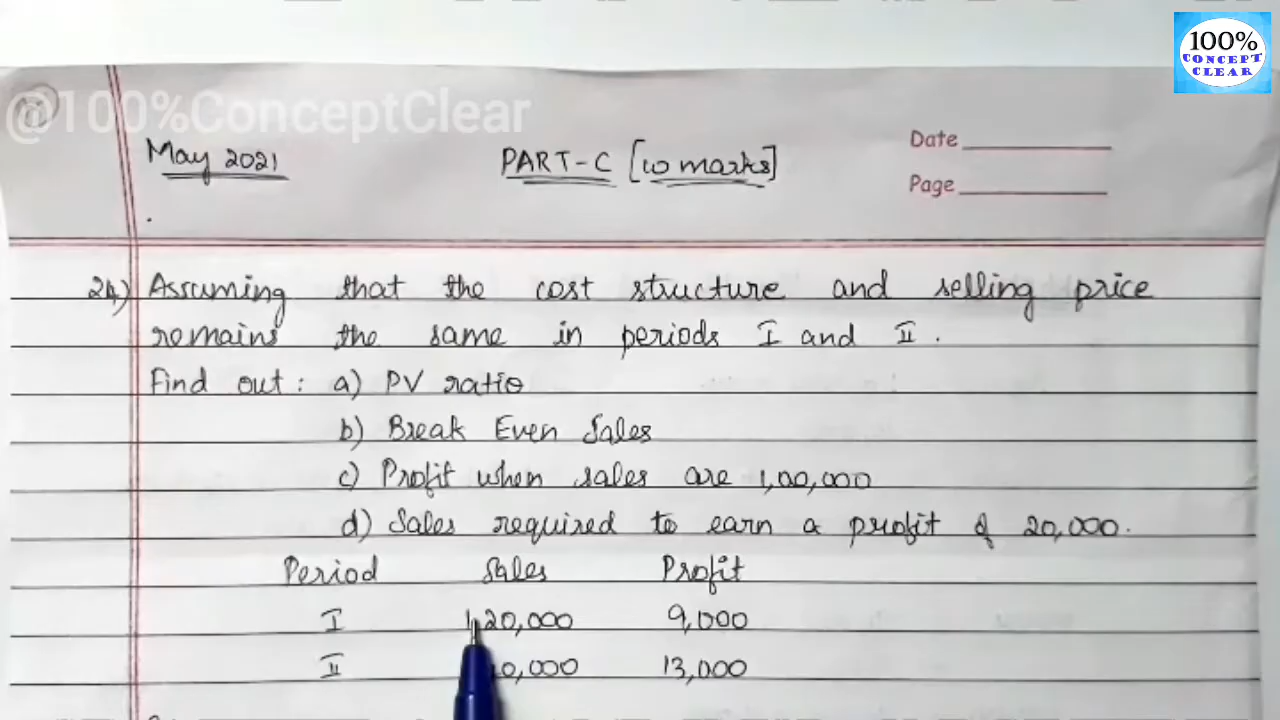 100%
CONCEPT
CLEAR
@100%ConceptClear
May 2021
PART-C [10 marks]
Date
Page
24) Assuming that the cost structure and selling price
remains the same in periods I and II.
Find out: a) PV ratio
b) Break Even Sales
c) Profit when sales are 1,00,000
d) Sales required to earn a profit of 20,000.
Period Sales Profit
I 1,20,000 9,000
II 13,000